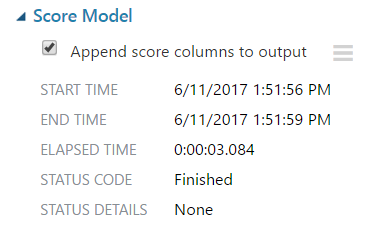 Score Model
Append score columns to output
START TIME 6/11/2017 1:51:56 PM
END TIME 6/11/2017 1:51:59 PM
ELAPSED TIME 0:00:03.084
STATUS CODE Finished
STATUS DETAILS None